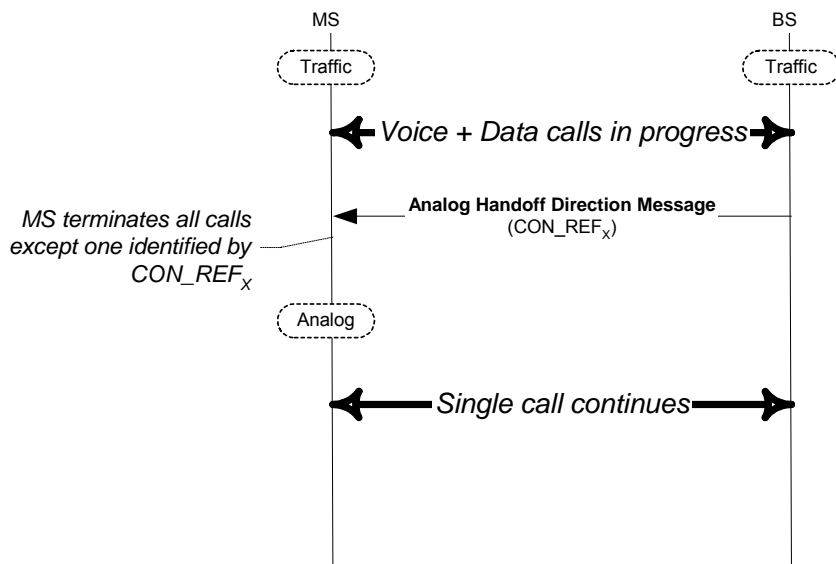 MS
BS
Traffic
Traffic
Voice + Data calls in progress
Analog Handoff Direction Message
(CON_REFX)
MS terminates all calls
except one identified by
CON_REFX
Analog
Single call continues